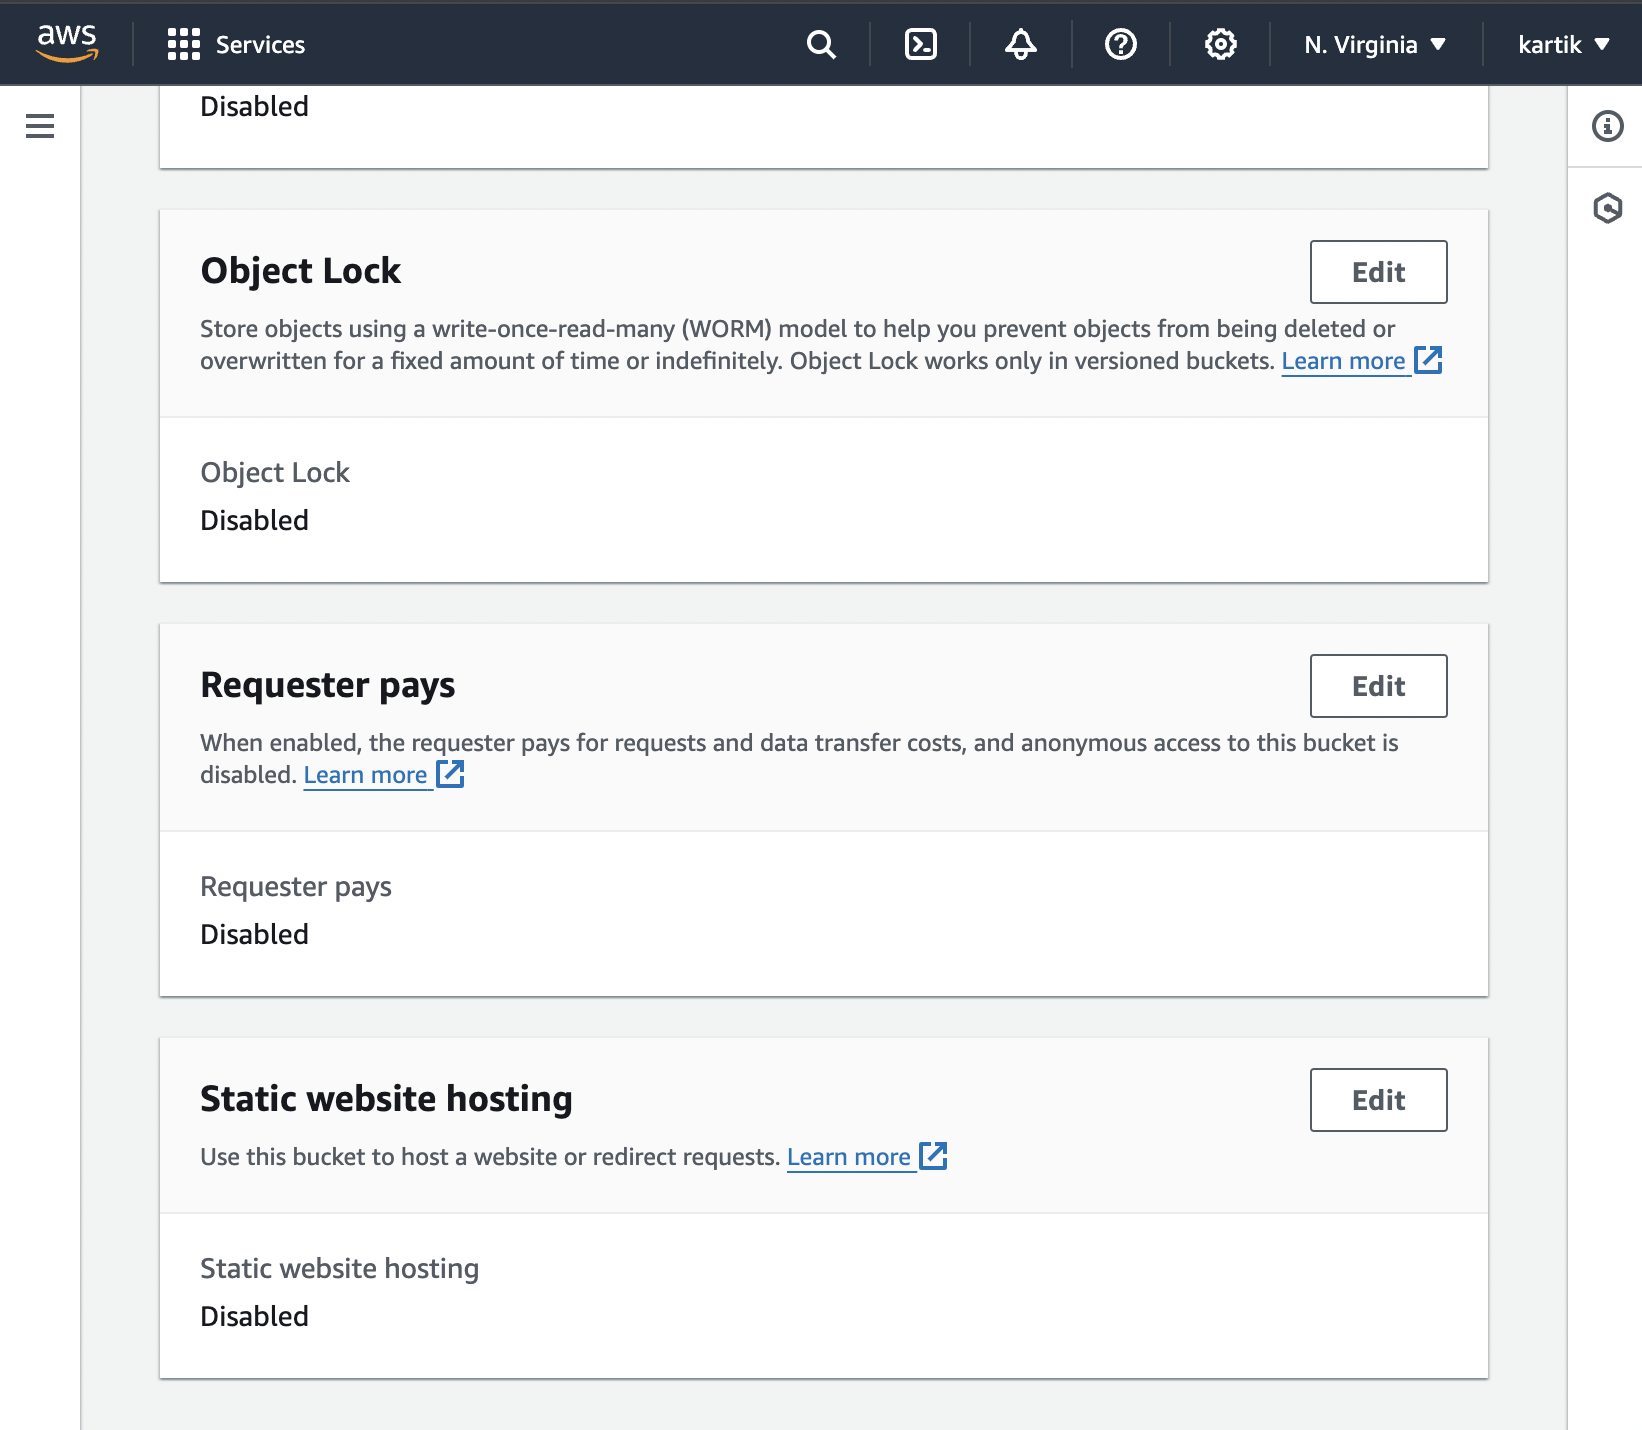 aws
Services
N. Virginia
kartik
Disabled
Object Lock
Edit
Store objects using a write-once-read-many (WORM) model to help you prevent objects from being deleted or
overwritten for a fixed amount of time or indefinitely. Object Lock works only in versioned buckets. Learn more
Object Lock
Disabled
Requester pays
Edit
When enabled, the requester pays for requests and data transfer costs, and anonymous access to this bucket is
disabled. Learn more
Requester pays
Disabled
Static website hosting
Edit
Use this bucket to host a website or redirect requests. Learn more
Static website hosting
Disabled